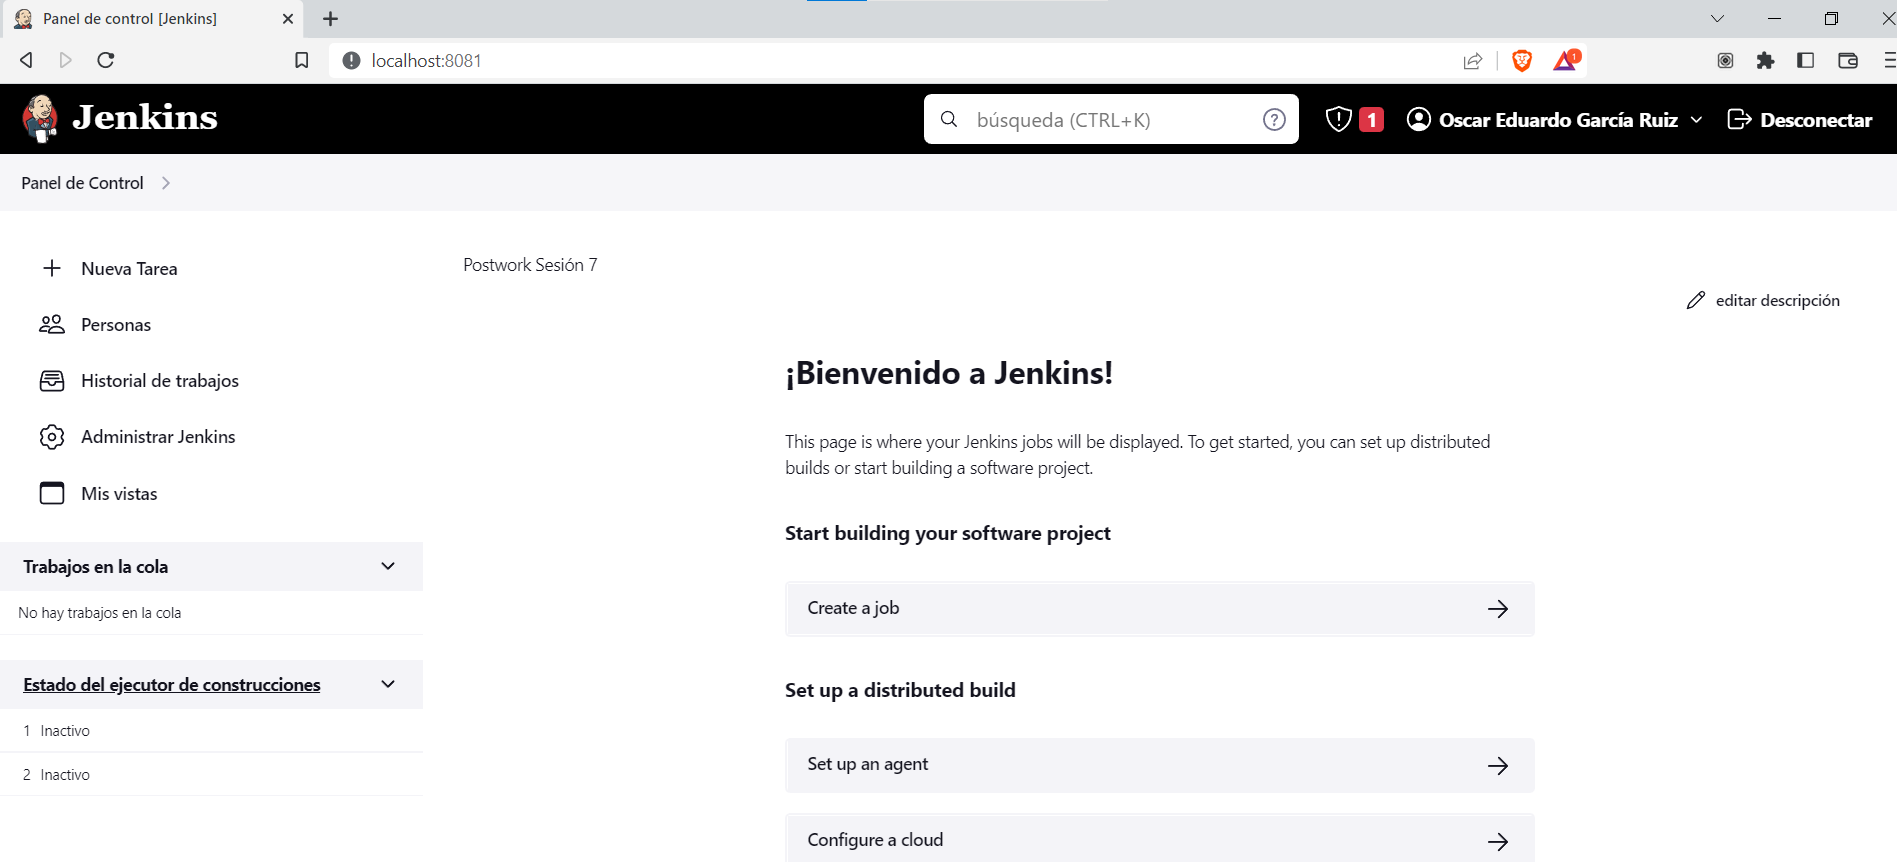 Panel de control [Jenkins]
localhost:8081
1
Jenkins
búsqueda (CTRL+K)
1
Oscar Eduardo García Ruiz
Desconectar
Panel de Control
Nueva Tarea
Personas
Historial de trabajos
Administrar Jenkins
Mis vistas
Trabajos en la cola
No hay trabajos en la cola
Estado del ejecutor de construcciones
1 Inactivo
2 Inactivo
Postwork Sesión 7
editar descripción
¡Bienvenido a Jenkins!
This page is where your Jenkins jobs will be displayed. To get started, you can set up distributed
builds or start building a software project.
Start building your software project
Create a job
Set up a distributed build
Set up an agent
Configure a cloud